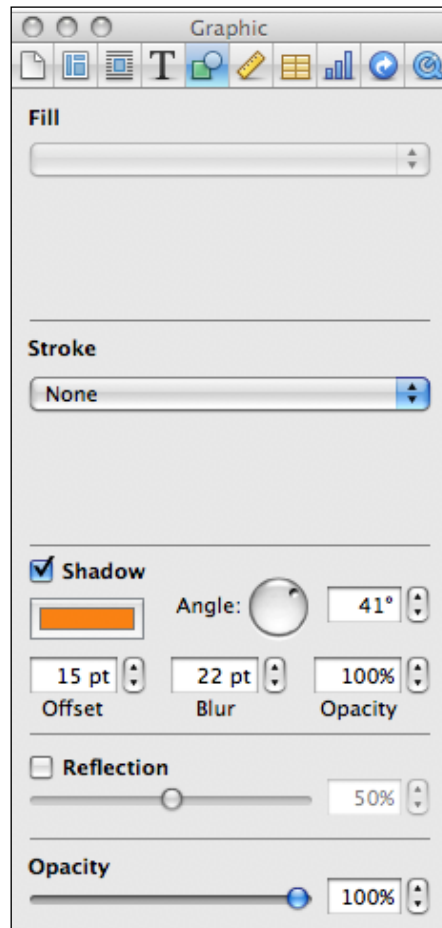 Graphic
T
Fill
Stroke
None
Shadow
Angle: 41°
15 pt 22 pt 100%
Offset Blur Opacity
Reflection
50%
Opacity
100%